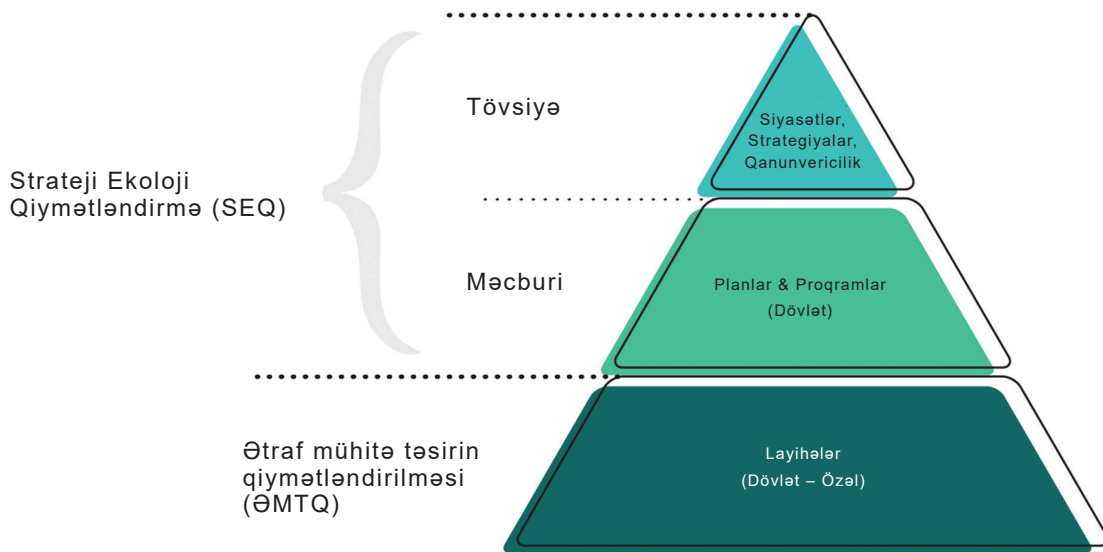 Tövsiyə
Siyasətlər,
Strategiyalar,
Qanunvericilik
Strateji Ekoloji
Qiymətləndirmə (SEQ)
Məcburi
Planlar & Proqramlar
(Dövlət)
Ətraf mühitə təsirin
qiymətləndirilməsi
(ƏMTQ)
Layihələr
(Dövlət – Özəl)